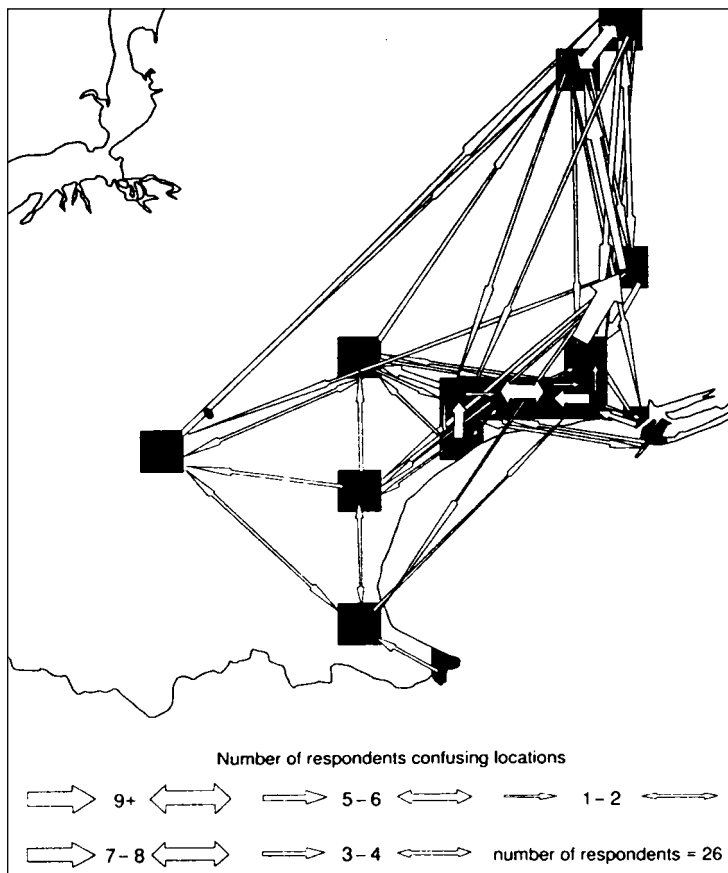 Number of respondents confusing locations
9+ 5–6 1–2
7–8 3–4 number of respondents = 26